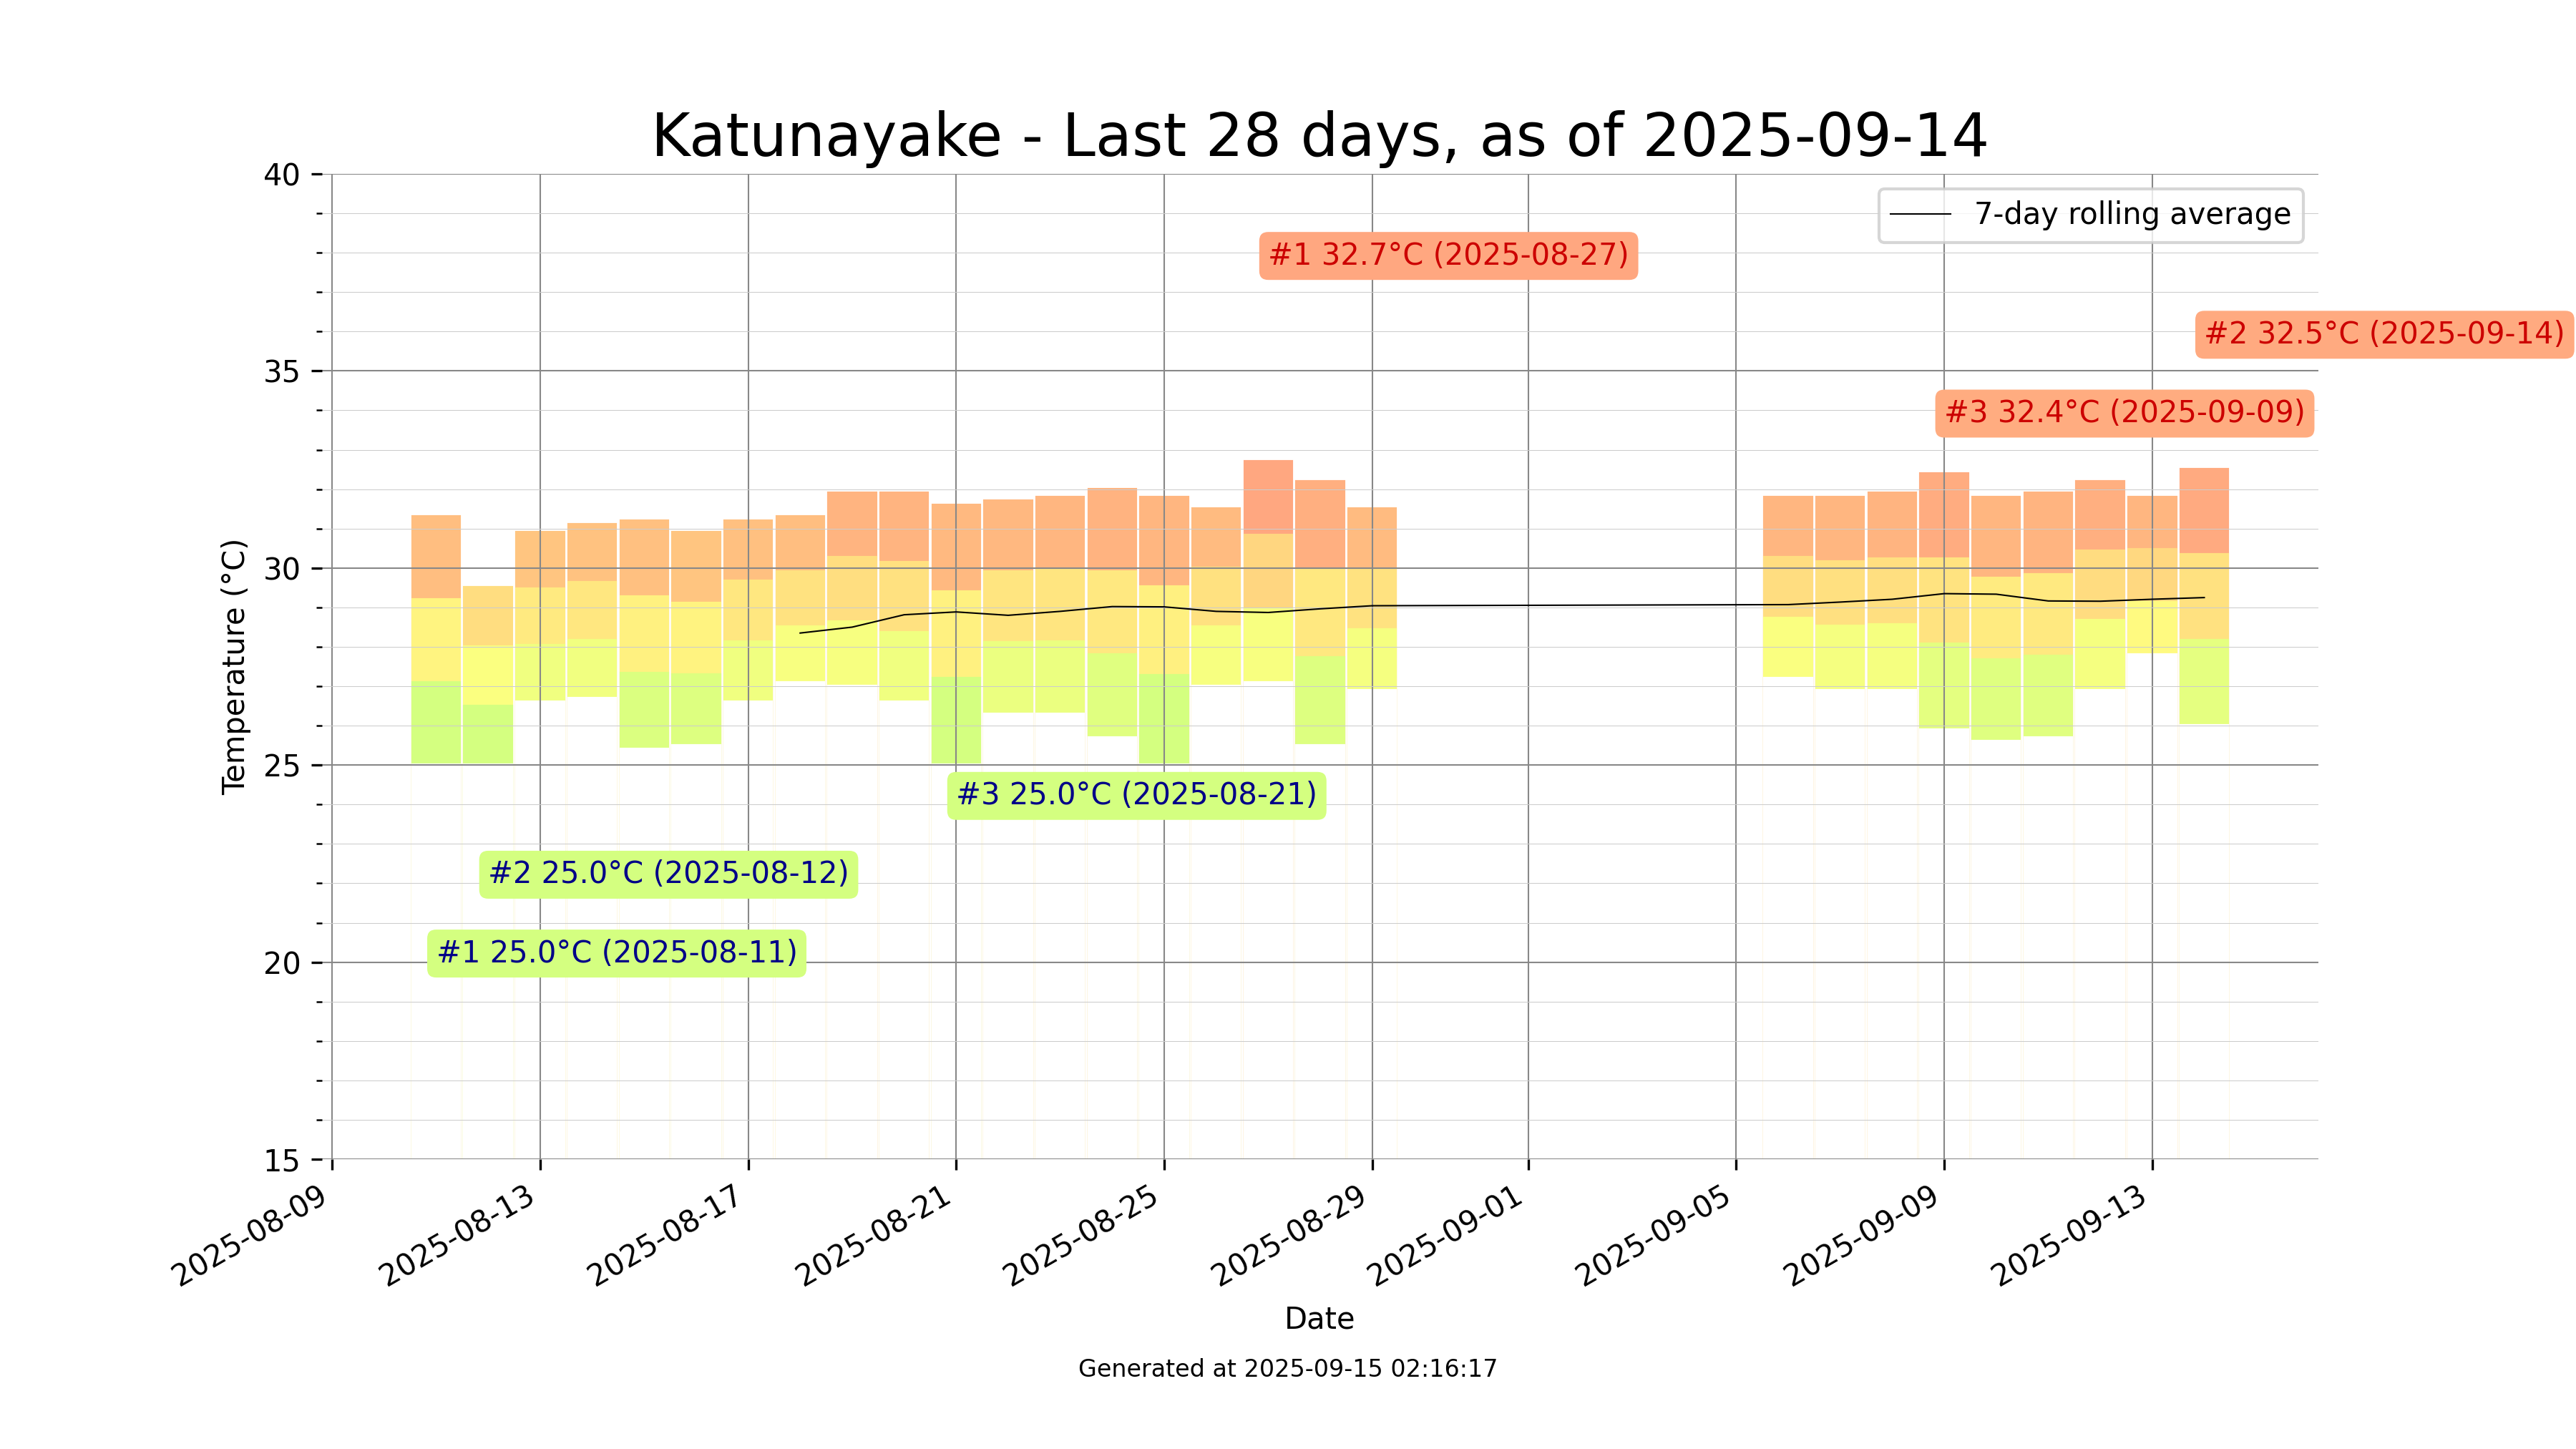 Katunayake - Last 28 days, as of 2025-09-14
40
35
30
25
20
15
Temperature (°C)
7-day rolling average
#1 32.7°C (2025-08-27)
#2 32.5°C (2025-09-14)
#3 32.4°C (2025-09-09)
#3 25.0°C (2025-08-21)
#2 25.0°C (2025-08-12)
#1 25.0°C (2025-08-11)
2025-08-09
2025-08-13
2025-08-17
2025-08-21
2025-08-25
2025-08-29
2025-09-01
2025-09-05
2025-09-09
2025-09-13
Date
Generated at 2025-09-15 02:16:17